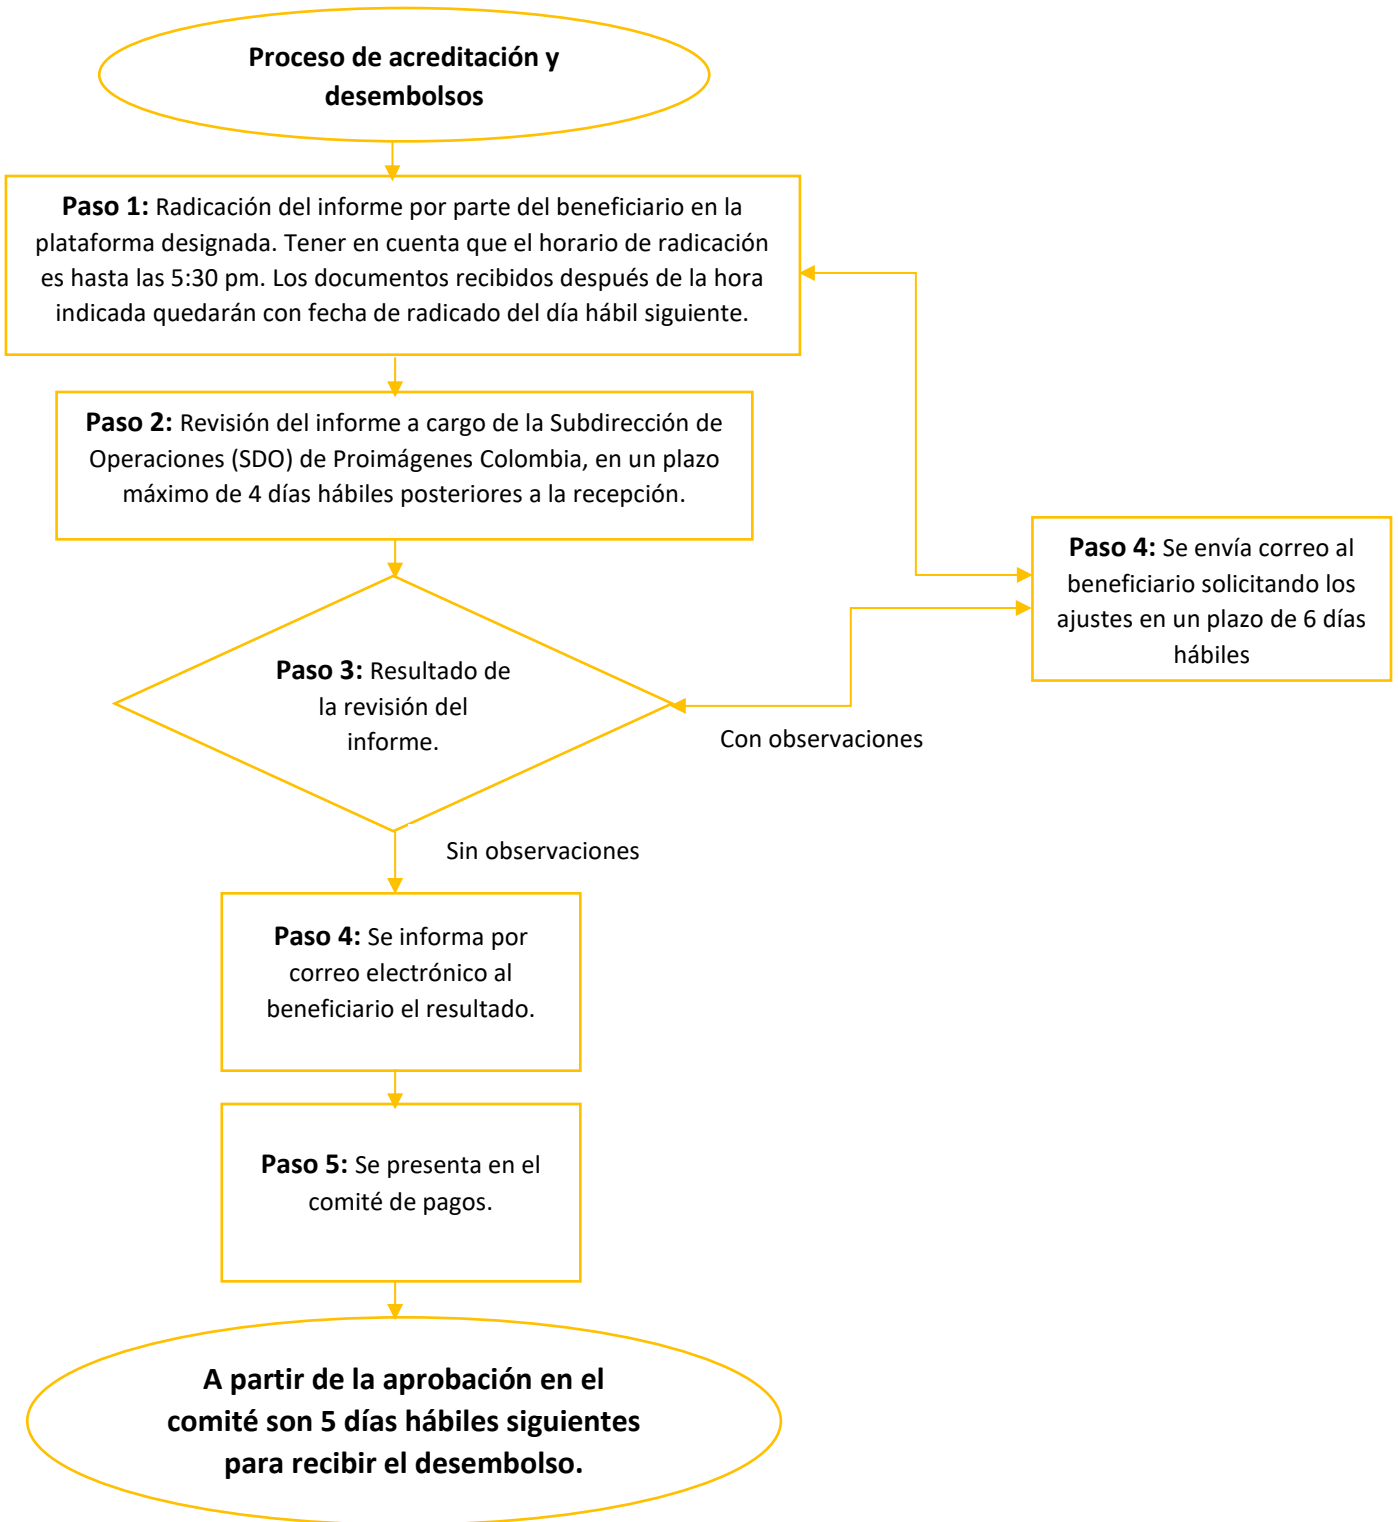 Proceso de acreditación y
desembolsos
Paso 1: Radicación del informe por parte del beneficiario en la
plataforma designada. Tener en cuenta que el horario de radicación
es hasta las 5:30 pm. Los documentos recibidos después de la hora
indicada quedarán con fecha de radicado del día hábil siguiente.
Paso 2: Revisión del informe a cargo de la Subdirección de
Operaciones (SDO) de Proimágenes Colombia, en un plazo
máximo de 4 días hábiles posteriores a la recepción.
Paso 4: Se envía correo al
beneficiario solicitando los
ajustes en un plazo de 6 días
hábiles
Paso 3: Resultado de
la revisión del
informe.
Con observaciones
Sin observaciones
Paso 4: Se informa por
correo electrónico al
beneficiario el resultado.
Paso 5: Se presenta en el
comité de pagos.
A partir de la aprobación en el
comité son 5 días hábiles siguientes
para recibir el desembolso.